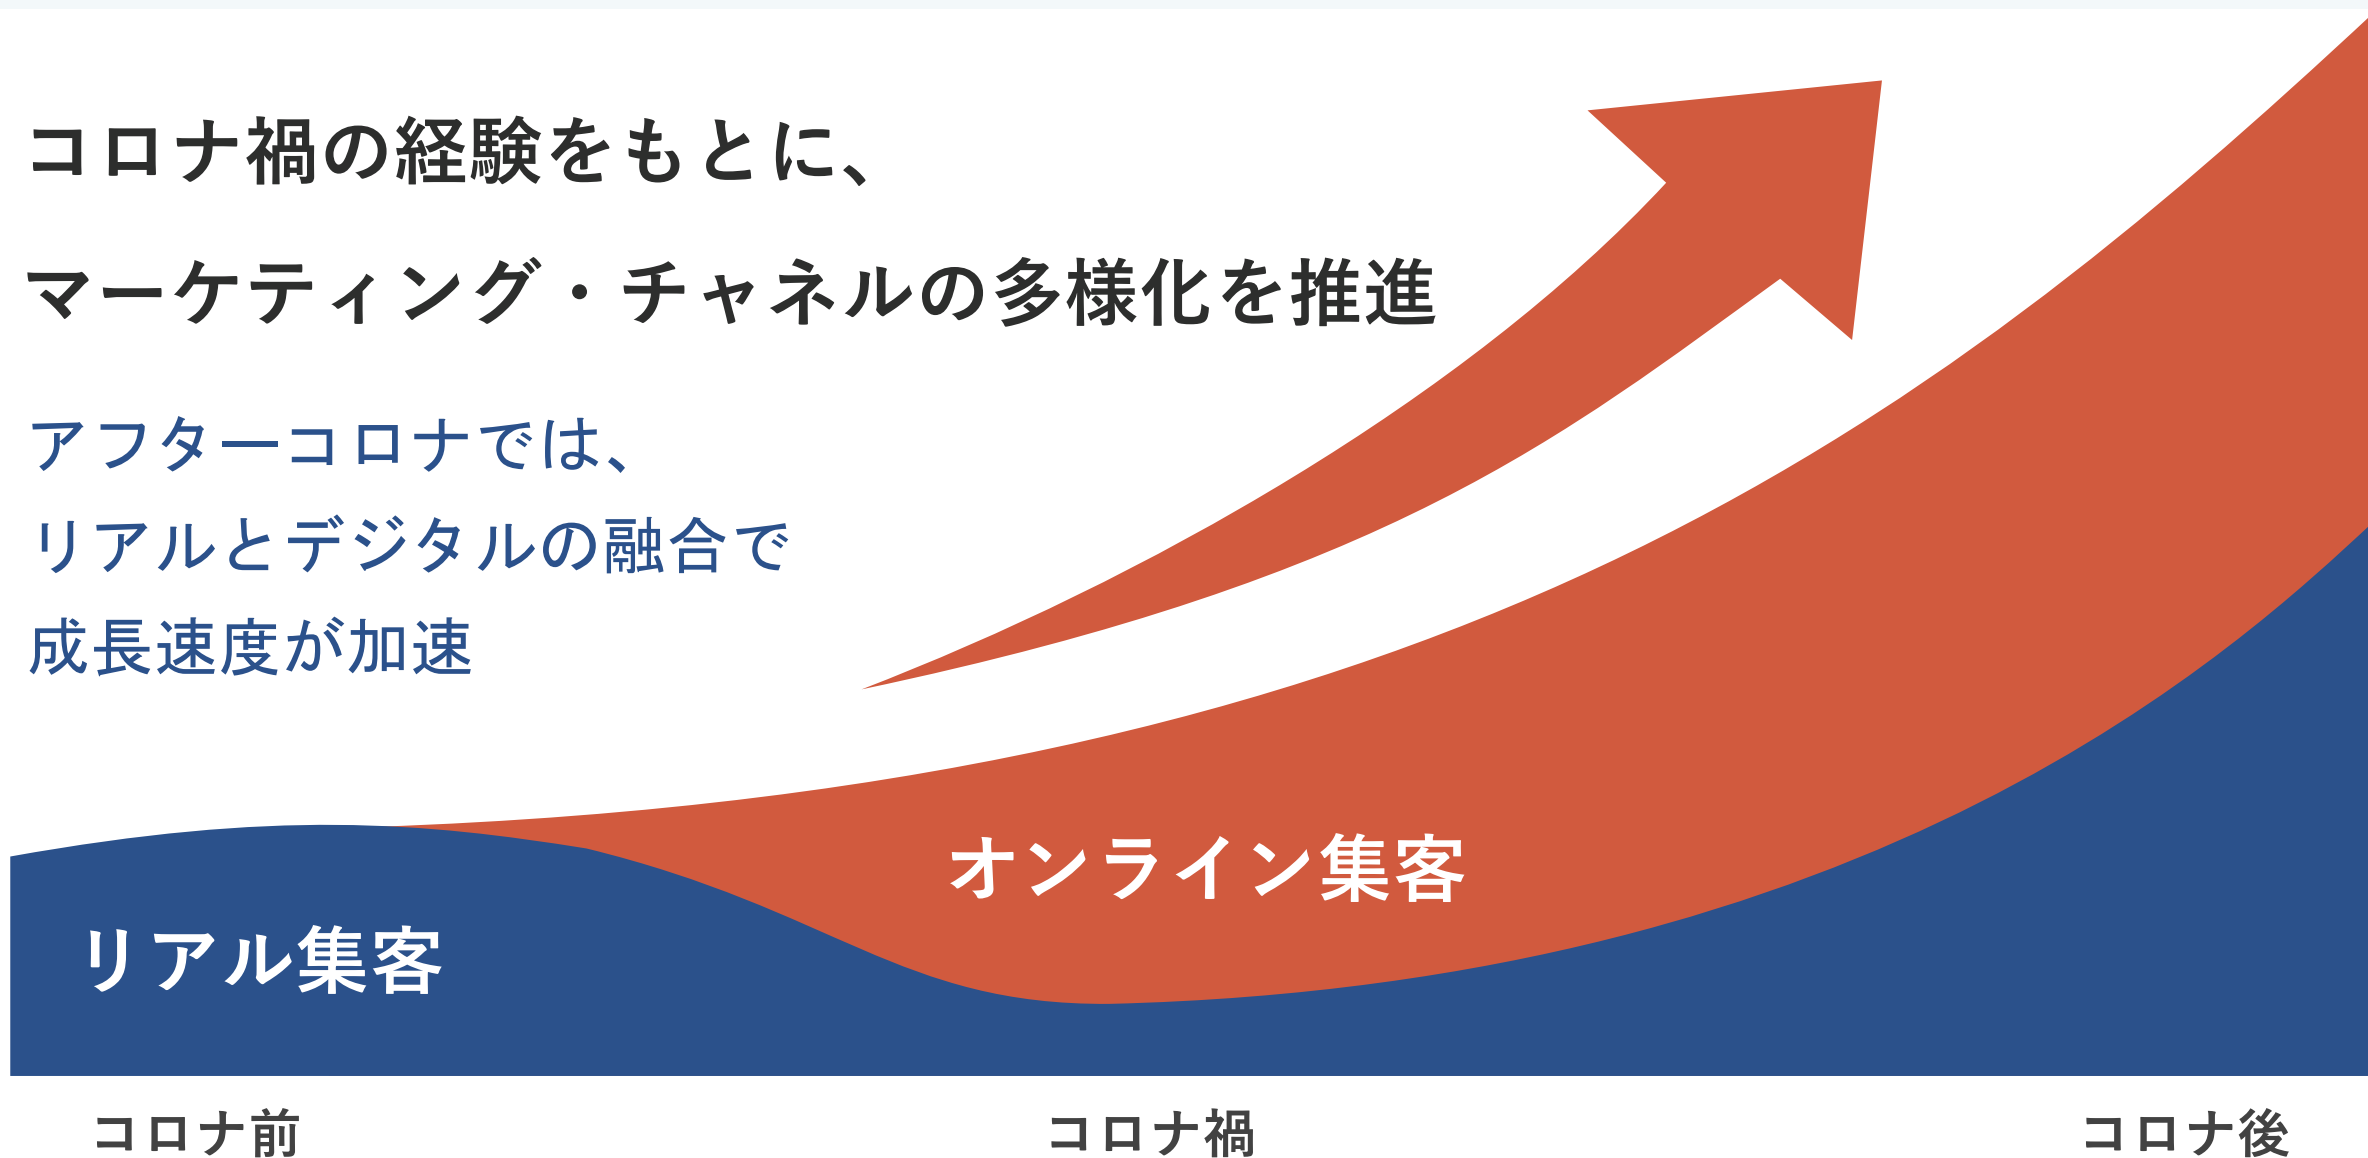 コロナ禍の経験をもとに、
マーケティング・チャネルの多様化を推進
アフターコロナでは、
リアルとデジタルの融合で
成長速度が加速
オンライン集客
リアル集客
コロナ前
コロナ禍
コロナ後